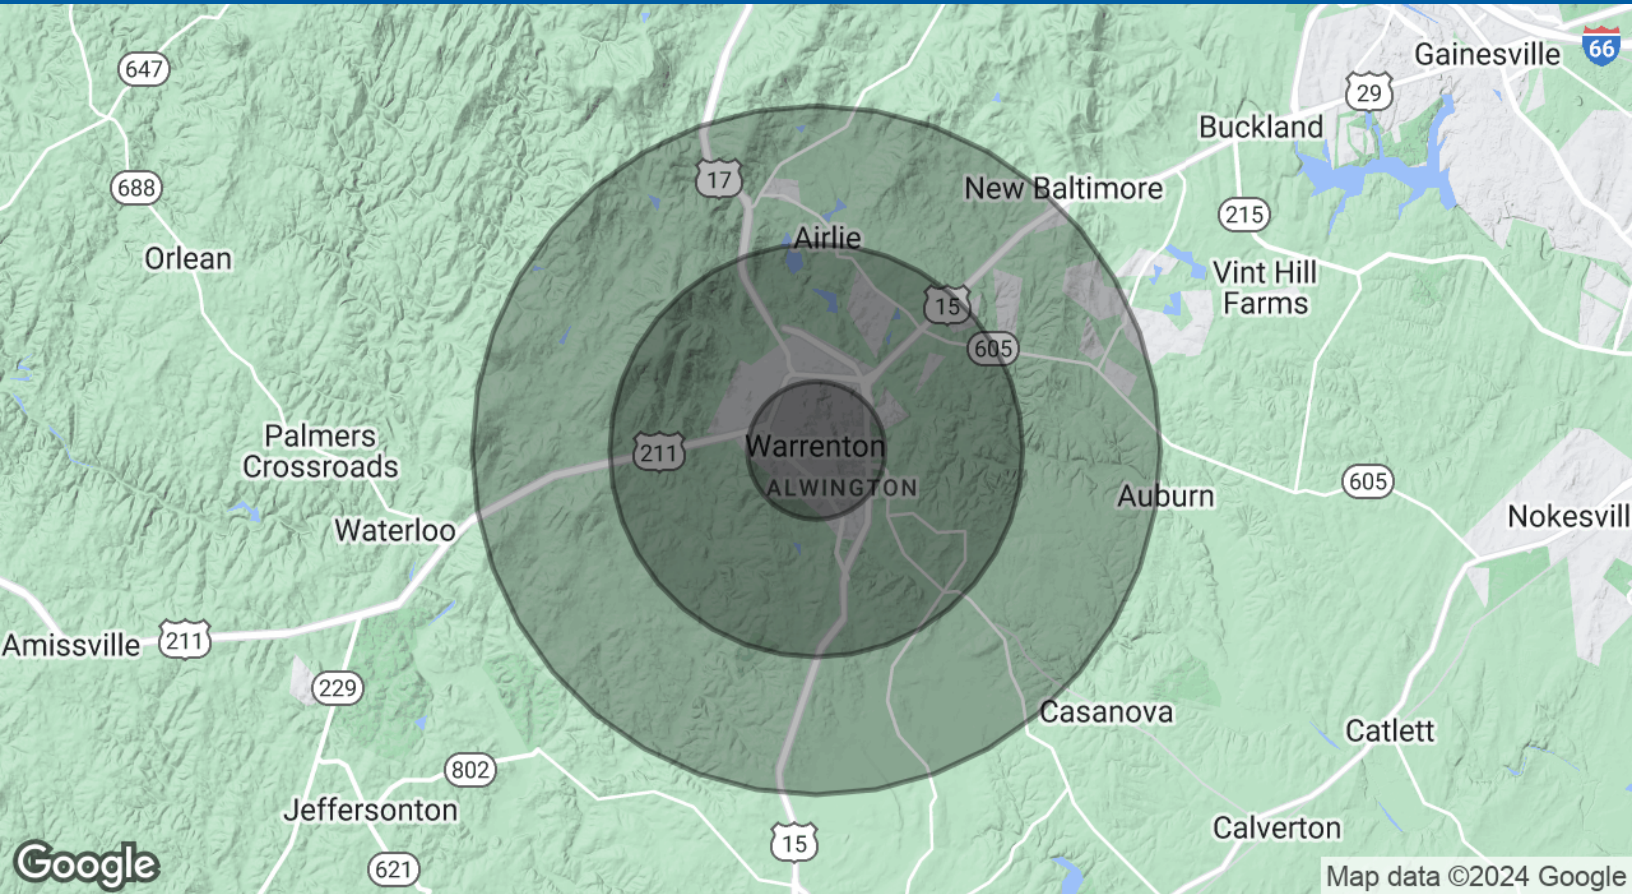 647
Gainesville
66
29
Buckland
17
688
New Baltimore
215
Airlie
Orlean
Vint Hill
Farms
15
605
Palmers
Crossroads
211
Warrenton
ALWINGTON
605
Auburn
Nokesvill
Waterloo
Amissville
211
229
Casanova
Catlett
802
Jeffersonton
Calverton
15
621
Google
Map data ©2024 Google